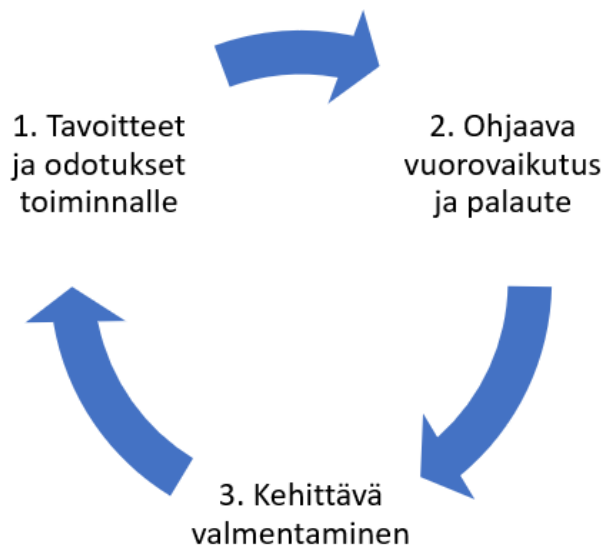 1. Tavoitteet
ja odotukset
toiminnalle
2. Ohjaava
vuorovaikutus
ja palaute
3. Kehittävä
valmentaminen